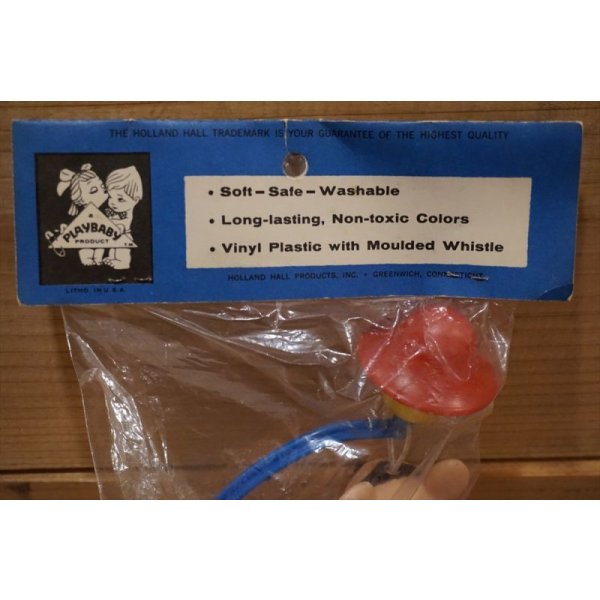 THE HOLLAND HALL TRADEMARK IS YOUR GUARANTEE OF THE HIGHEST QUALITY
A
PLAYBABY
PRODUCT
T.M.
LITHO. IN U.S.A.
• Soft—Safe—Washable
• Long-lasting, Non-toxic Colors
• Vinyl Plastic with Moulded Whistle
HOLLAND HALL PRODUCTS, INC. • GREENWICH, CONNECTICUT